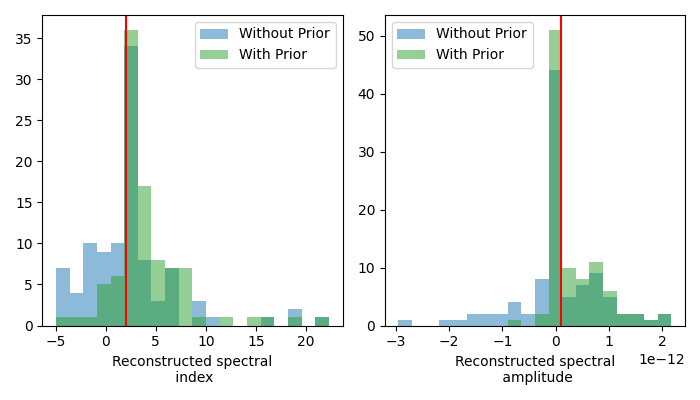 Without Prior
With Prior
35
30
25
20
15
10
5
0
−5
0
5
10
15
20
Reconstructed spectral
index
Without Prior
With Prior
50
40
30
20
10
0
−3
−2
−1
0
1
2
1e−12
Reconstructed spectral
amplitude